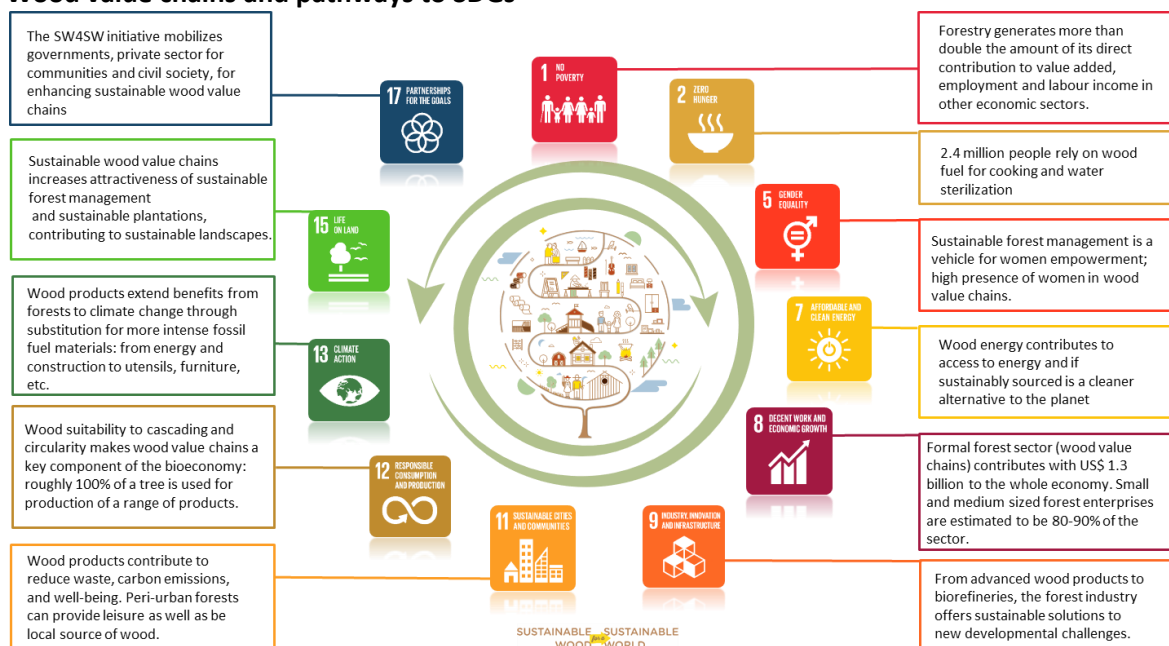 Wood value chains and pathways to SDGs
The SW4SW initiative mobilizes
governments, private sector for
communities and civil society, for
enhancing sustainable wood value
chains
17 PARTNERSHIPS
FOR THE GOALS
1 NO
POVERTY
2 ZERO
HUNGER
Forestry generates more than
double the amount of its direct
contribution to value added,
employment and labour income in
other economic sectors.
2.4 million people rely on wood
fuel for cooking and water
sterilization
Sustainable wood value chains
increases attractiveness of sustainable
forest management
and sustainable plantations,
contributing to sustainable landscapes.
15 LIFE
ON LAND
5 GENDER
EQUALITY
Sustainable forest management is a
vehicle for women empowerment;
high presence of women in wood
value chains.
Wood products extend benefits from
forests to climate change through
substitution for more intense fossil
fuel materials: from energy and
construction to utensils, furniture,
etc.
13 CLIMATE
ACTION
7 AFFORDABLE AND
CLEAN ENERGY
Wood energy contributes to
access to energy and if
sustainably sourced is a cleaner
alternative to the planet
Wood suitability to cascading and
circularity makes wood value chains a
key component of the bioeconomy:
roughly 100% of a tree is used for
production of a range of products.
12 RESPONSIBLE
CONSUMPTION
AND PRODUCTION
8 DECENT WORK AND
ECONOMIC GROWTH
Formal forest sector (wood value
chains) contributes with US$ 1.3
billion to the whole economy. Small
and medium sized forest enterprises
are estimated to be 80-90% of the
sector.
Wood products contribute to
reduce waste, carbon emissions,
and well-being. Peri-urban forests
can provide leisure as well as be
local source of wood.
11 SUSTAINABLE CITIES
AND COMMUNITIES
9 INDUSTRY, INNOVATION
AND INFRASTRUCTURE
From advanced wood products to
biorefineries, the forest industry
offers sustainable solutions to
new developmental challenges.
SUSTAINABLE for a SUSTAINABLE
WOOD WORLD